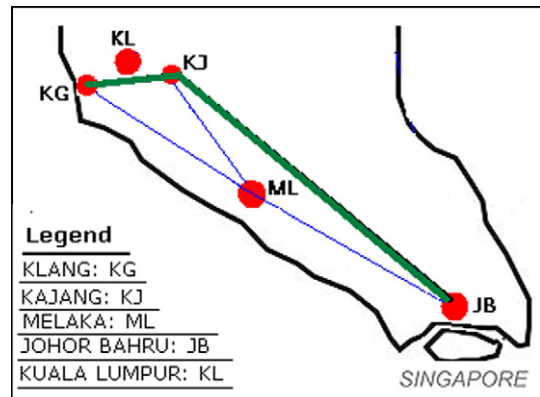 KL
KJ
KG
ML
Legend
KLANG: KG
KAJANG: KJ
MELAKA: ML
JOHOR BAHRU: JB
KUALA LUMPUR: KL
JB
SINGAPORE